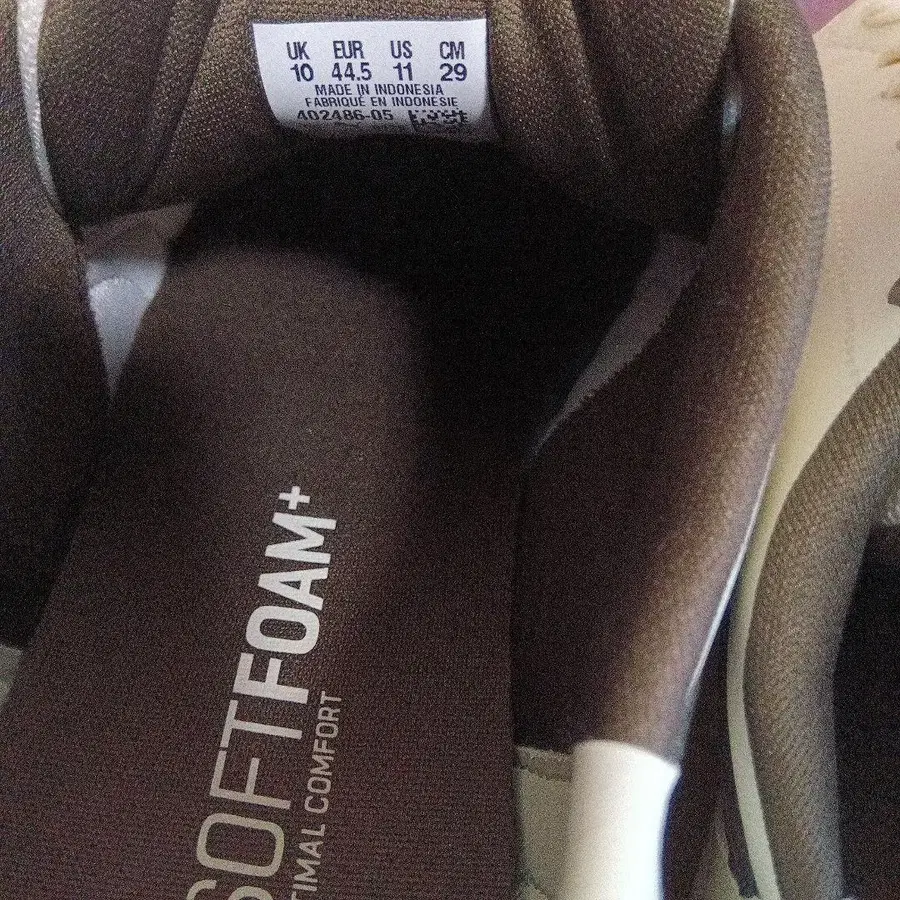 UK EUR US CM
10 44.5 11 29
MADE IN INDONESIA
FABRIQUÉ EN INDONESIE
402486-05
SOFTFOAM+
TIMAL COMFORT